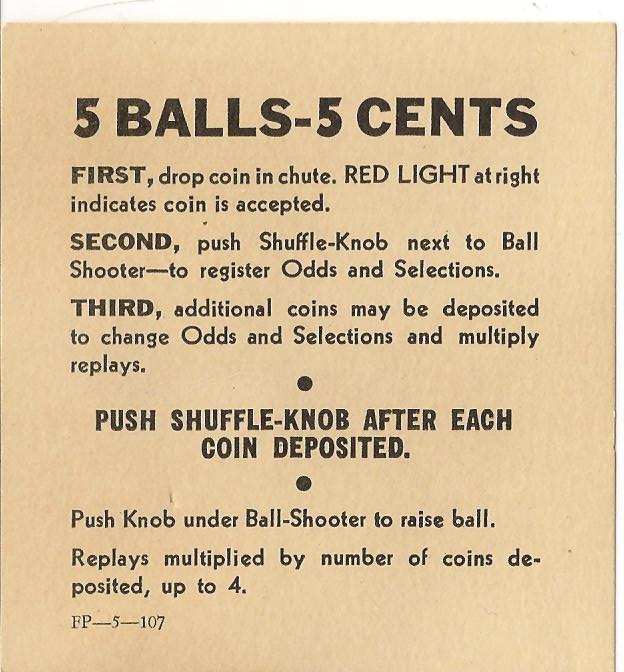 5 BALLS-5 CENTS
FIRST, drop coin in chute. RED LIGHT at right
indicates coin is accepted.
SECOND, push Shuffle-Knob next to Ball
Shooter—to register Odds and Selections.
THIRD, additional coins may be deposited
to change Odds and Selections and multiply
replays.
●
PUSH SHUFFLE-KNOB AFTER EACH
COIN DEPOSITED.
●
Push Knob under Ball-Shooter to raise ball.
Replays multiplied by number of coins de-
posited, up to 4.
FP—5—107